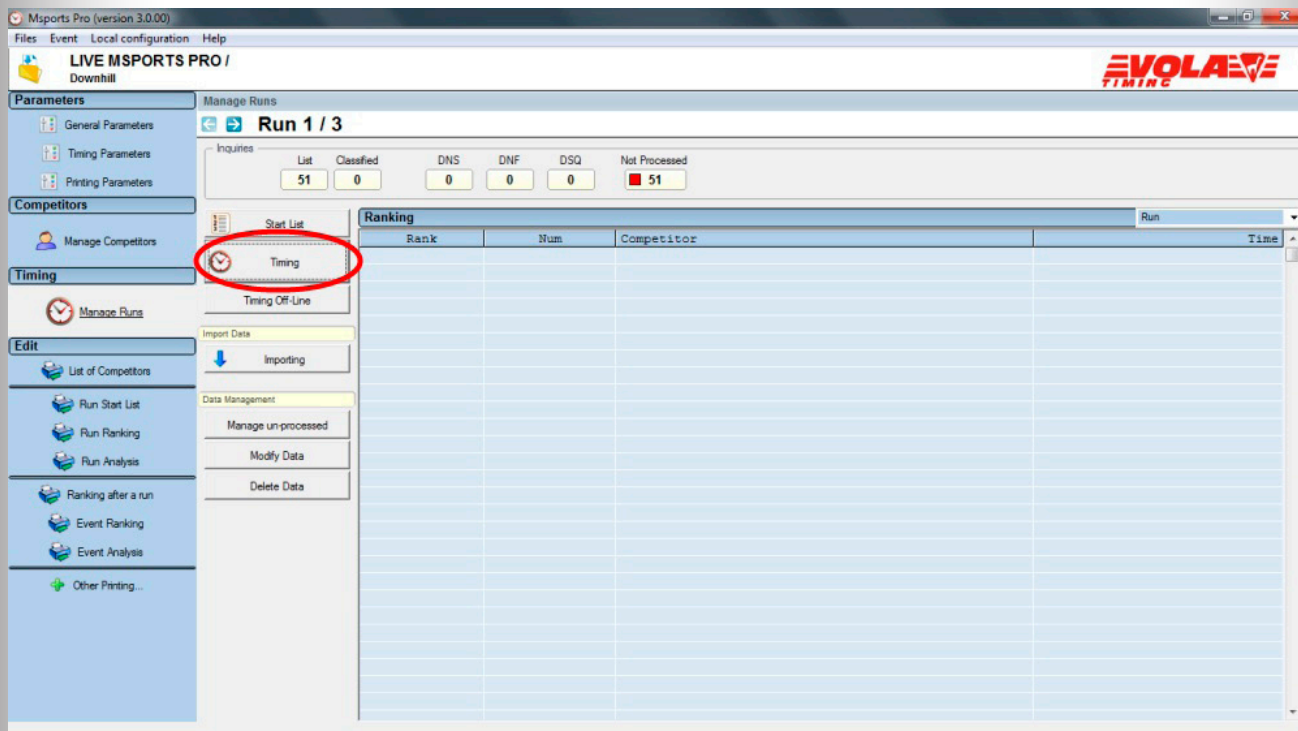 Msports Pro (version 3.0.00)
Files Event Local configuration Help
LIVE MSPORTS PRO /
Downhill
VOLA
TIMING
Parameters
General Parameters
Timing Parameters
Printing Parameters
Competitors
Manage Competitors
Timing
Manage Runs
Edit
List of Competitors
Run Start List
Run Ranking
Run Analysis
Ranking after a run
Event Ranking
Event Analysis
Other Printing...
Manage Runs
Run 1 / 3
Inquiries
List Classified DNS DNF DSQ Not Processed
51 0 0 0 0 51
Start List
Timing
Timing Off-Line
Import Data
Importing
Data Management
Manage un-processed
Modify Data
Delete Data
Ranking Run
Rank Num Competitor Time